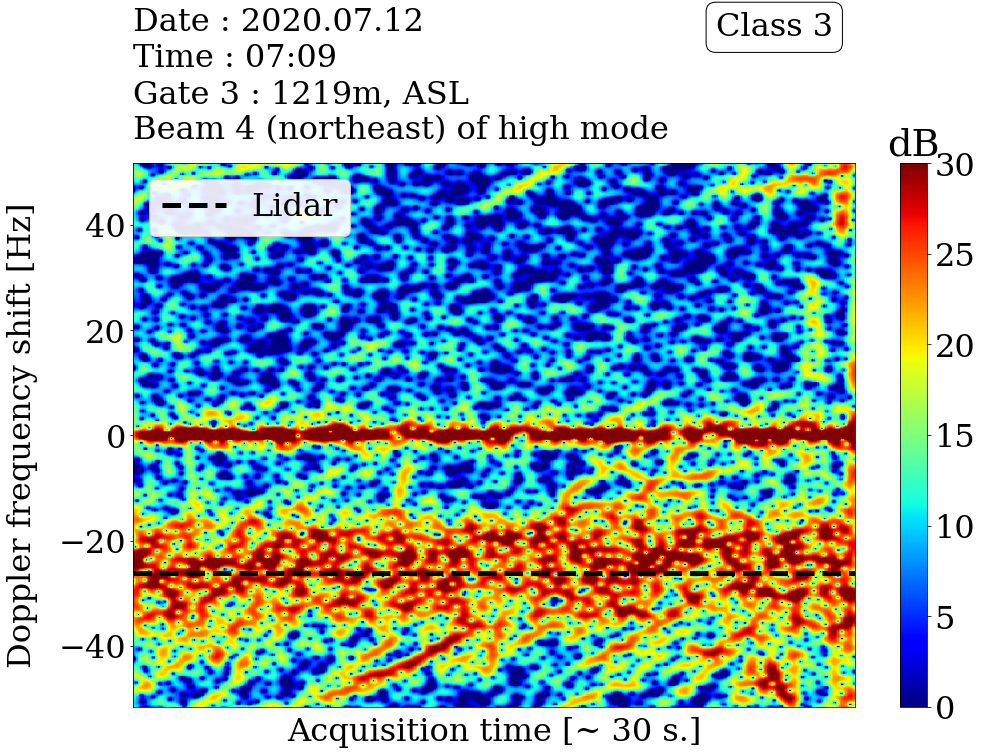 Date : 2020.07.12
Time : 07:09
Gate 3 : 1219m, ASL
Beam 4 (northeast) of high mode
Class 3
dB
Lidar
Doppler frequency shift [Hz]
40
20
0
−20
−40
30
25
20
15
10
5
0
Acquisition time [~ 30 s.]